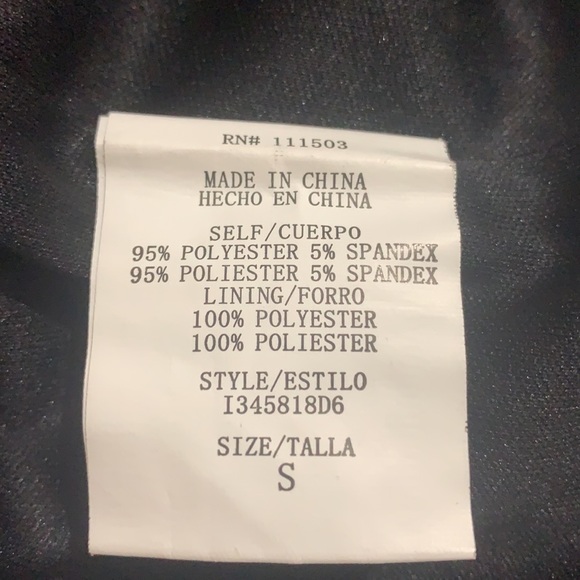 RN# 111503
MADE IN CHINA
HECHO EN CHINA
SELF/CUERPO
95% POLYESTER 5% SPANDEX
95% POLIESTER 5% SPANDEX
LINING/FORRO
100% POLYESTER
100% POLIESTER
STYLE/ESTILO
I345818D6
SIZE/TALLA
S